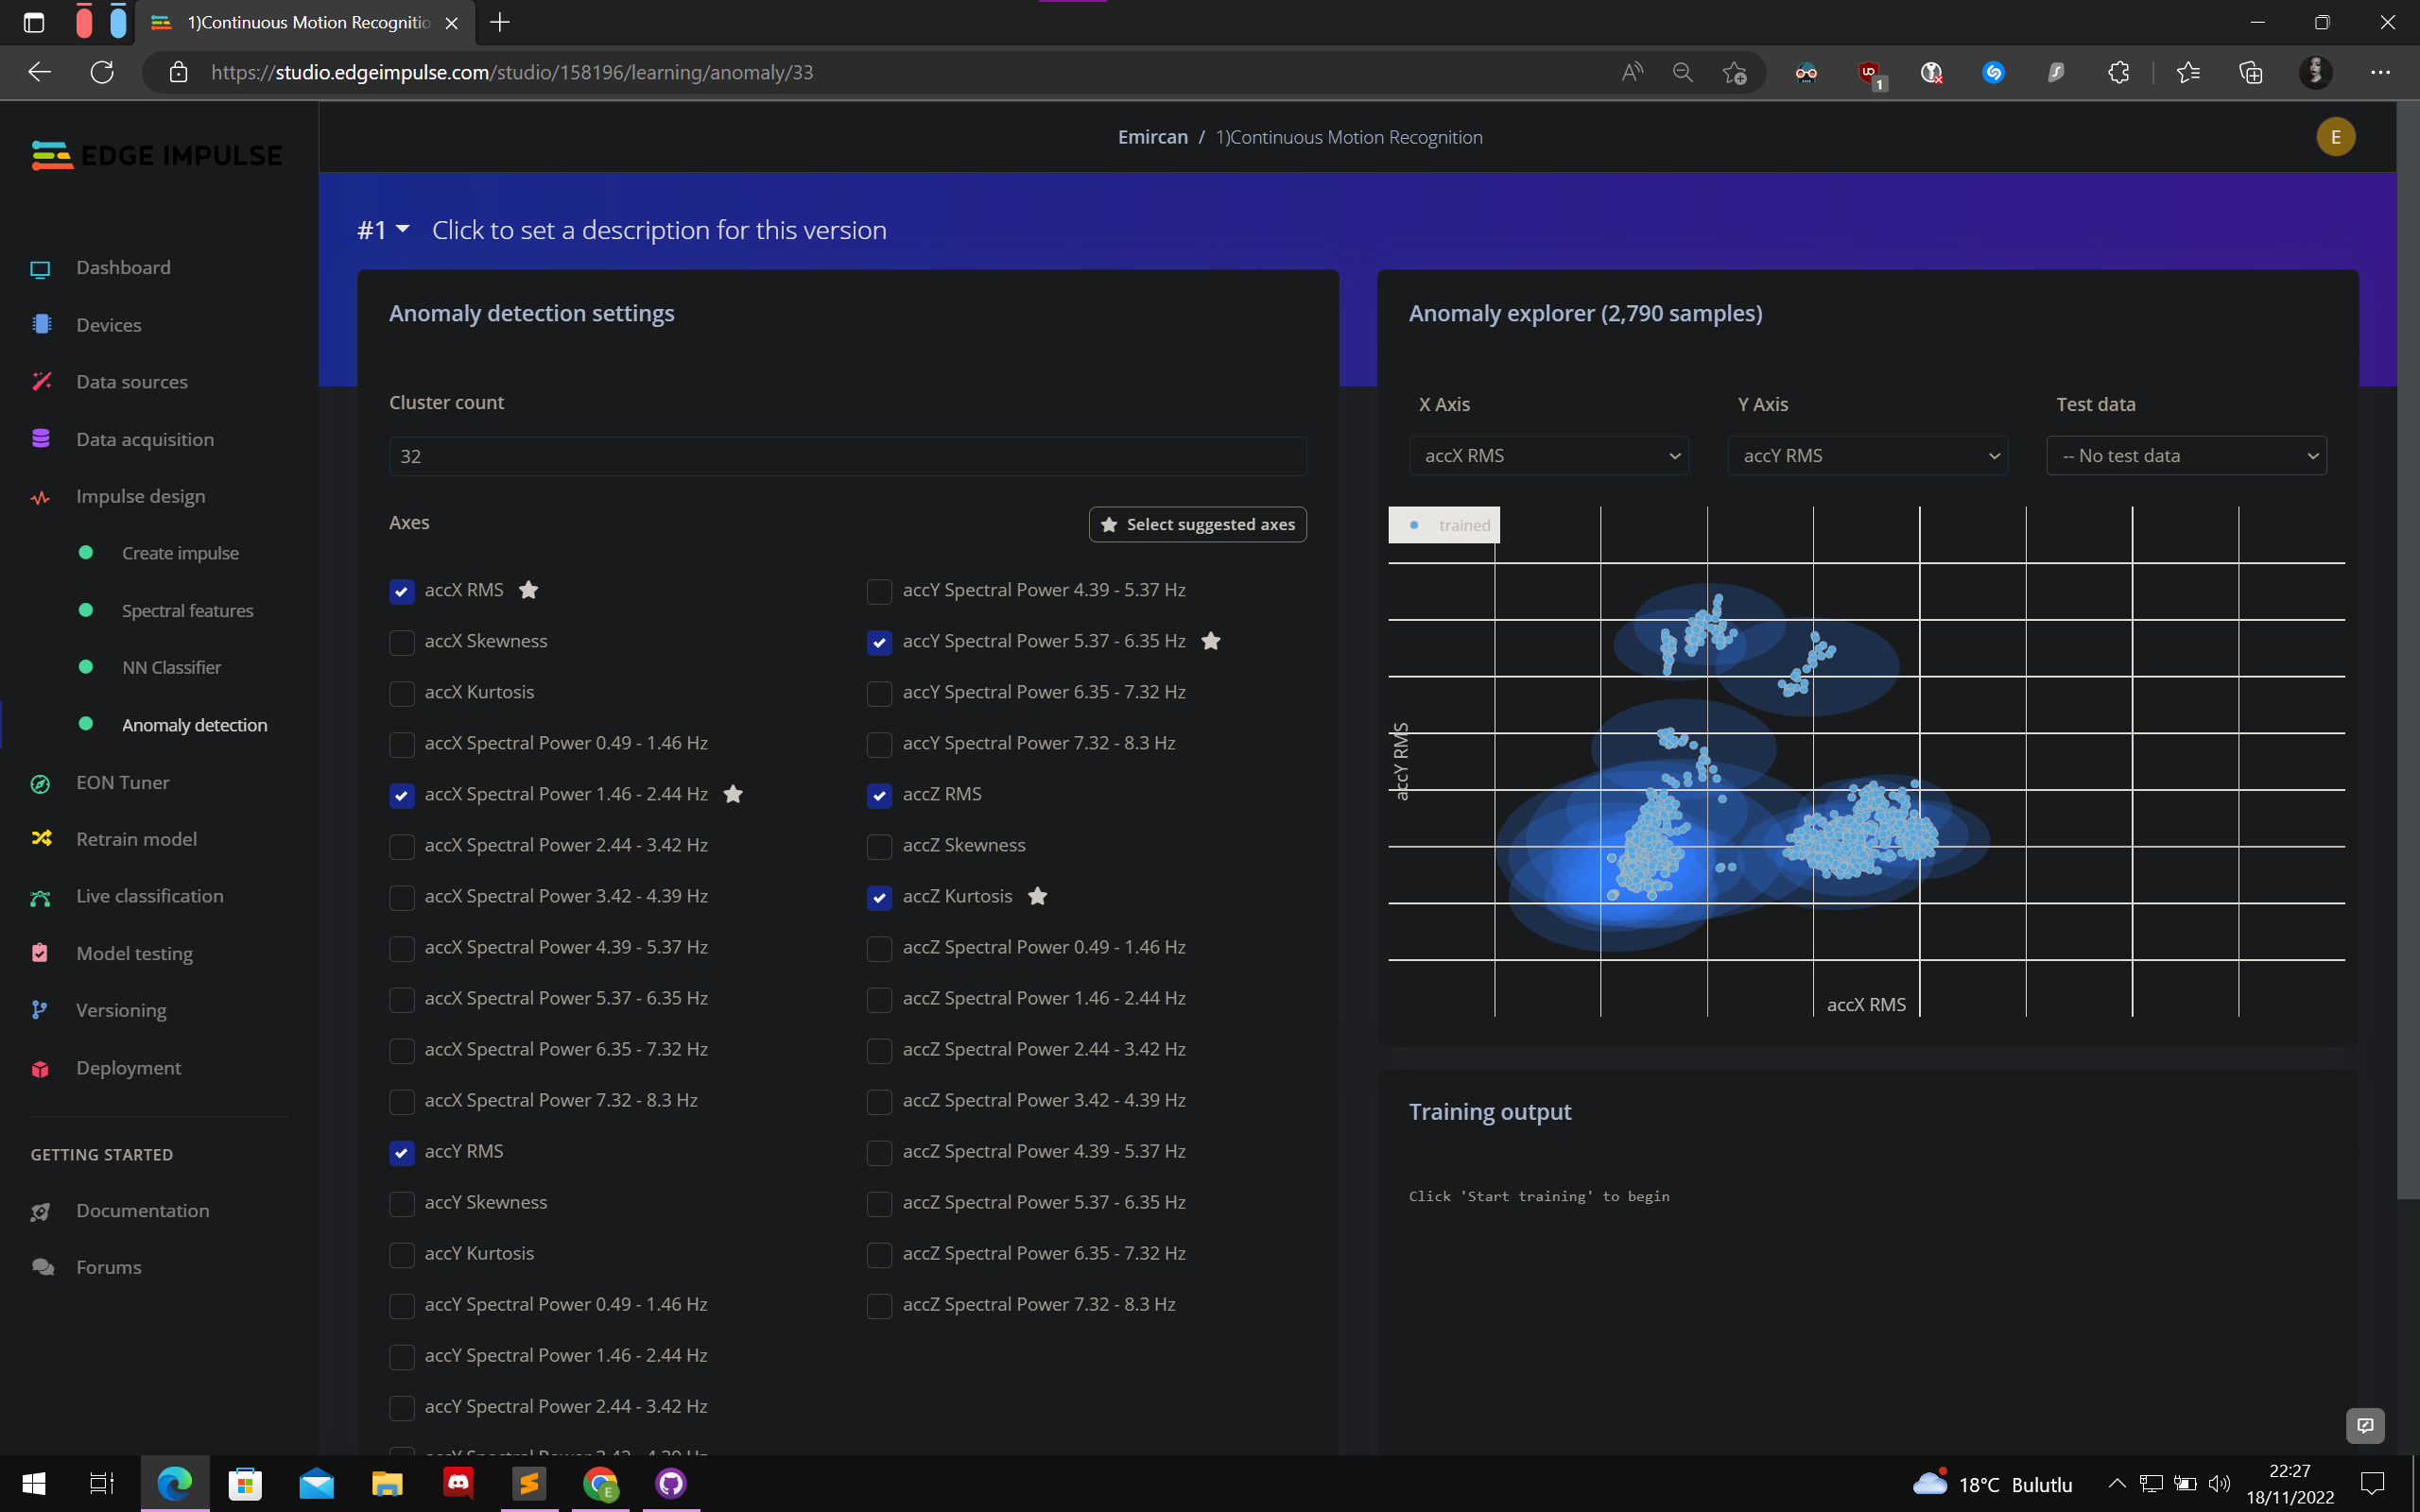 1)Continuous Motion Recognitio
https://studio.edgeimpulse.com/studio/158196/learning/anomaly/33
1
EDGE IMPULSE
Emircan / 1)Continuous Motion Recognition
E
Dashboard
Devices
Data sources
Data acquisition
Impulse design
Create impulse
Spectral features
NN Classifier
Anomaly detection
EON Tuner
Retrain model
Live classification
Model testing
Versioning
Deployment
GETTING STARTED
Documentation
Forums
#1 Click to set a description for this version
Anomaly detection settings
Cluster count
32
Axes
Select suggested axes
accX RMS
accX Skewness
accX Kurtosis
accX Spectral Power 0.49 - 1.46 Hz
accX Spectral Power 1.46 - 2.44 Hz
accX Spectral Power 2.44 - 3.42 Hz
accX Spectral Power 3.42 - 4.39 Hz
accX Spectral Power 4.39 - 5.37 Hz
accX Spectral Power 5.37 - 6.35 Hz
accX Spectral Power 6.35 - 7.32 Hz
accX Spectral Power 7.32 - 8.3 Hz
accY RMS
accY Skewness
accY Kurtosis
accY Spectral Power 0.49 - 1.46 Hz
accY Spectral Power 1.46 - 2.44 Hz
accY Spectral Power 2.44 - 3.42 Hz
accY Spectral Power 3.42 - 4.39 Hz
accY Spectral Power 4.39 - 5.37 Hz
accY Spectral Power 5.37 - 6.35 Hz
accY Spectral Power 6.35 - 7.32 Hz
accY Spectral Power 7.32 - 8.3 Hz
accZ RMS
accZ Skewness
accZ Kurtosis
accZ Spectral Power 0.49 - 1.46 Hz
accZ Spectral Power 1.46 - 2.44 Hz
accZ Spectral Power 2.44 - 3.42 Hz
accZ Spectral Power 3.42 - 4.39 Hz
accZ Spectral Power 4.39 - 5.37 Hz
accZ Spectral Power 5.37 - 6.35 Hz
accZ Spectral Power 6.35 - 7.32 Hz
accZ Spectral Power 7.32 - 8.3 Hz
Anomaly explorer (2,790 samples)
X Axis
accX RMS
Y Axis
accY RMS
Test data
-- No test data
trained
accY RMS
accX RMS
Training output
Click 'Start training' to begin
E
18°C Bulutlu
22:27
18/11/2022